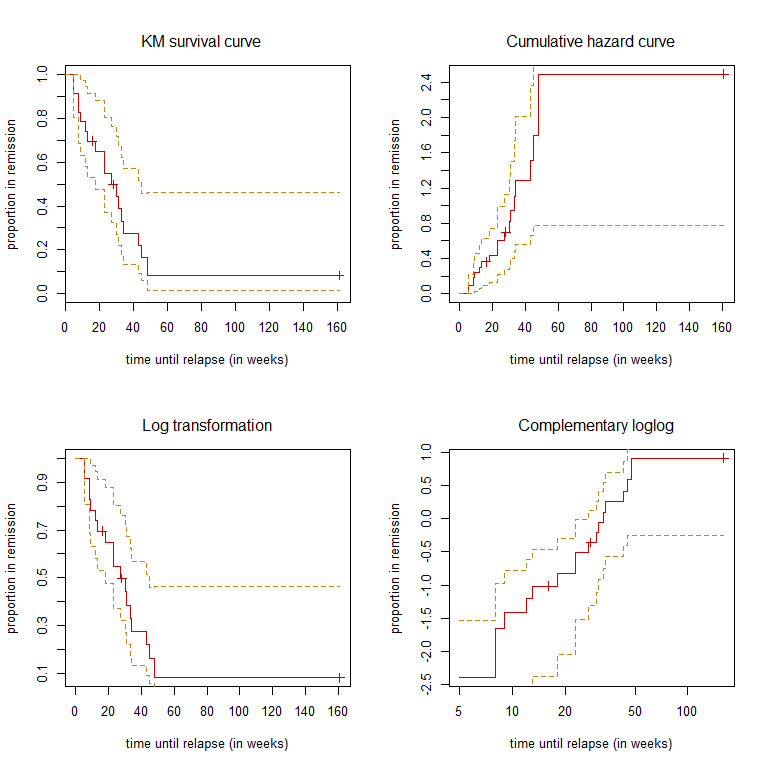 KM survival curve
proportion in remission
1.0
0.8
0.6
0.4
0.2
0.0
0 20 40 60 80 100 120 140 160
time until relapse (in weeks)
Cumulative hazard curve
proportion in remission
2.4
2.0
1.6
1.2
0.8
0.4
0.0
0 20 40 60 80 100 120 140 160
time until relapse (in weeks)
Log transformation
proportion in remission
0.9
0.7
0.5
0.3
0.1
0 20 40 60 80 100 120 140 160
time until relapse (in weeks)
Complementary loglog
proportion in remission
1.0
0.5
0.0
-0.5
-1.0
-1.5
-2.0
-2.5
5 10 20 50 100
time until relapse (in weeks)